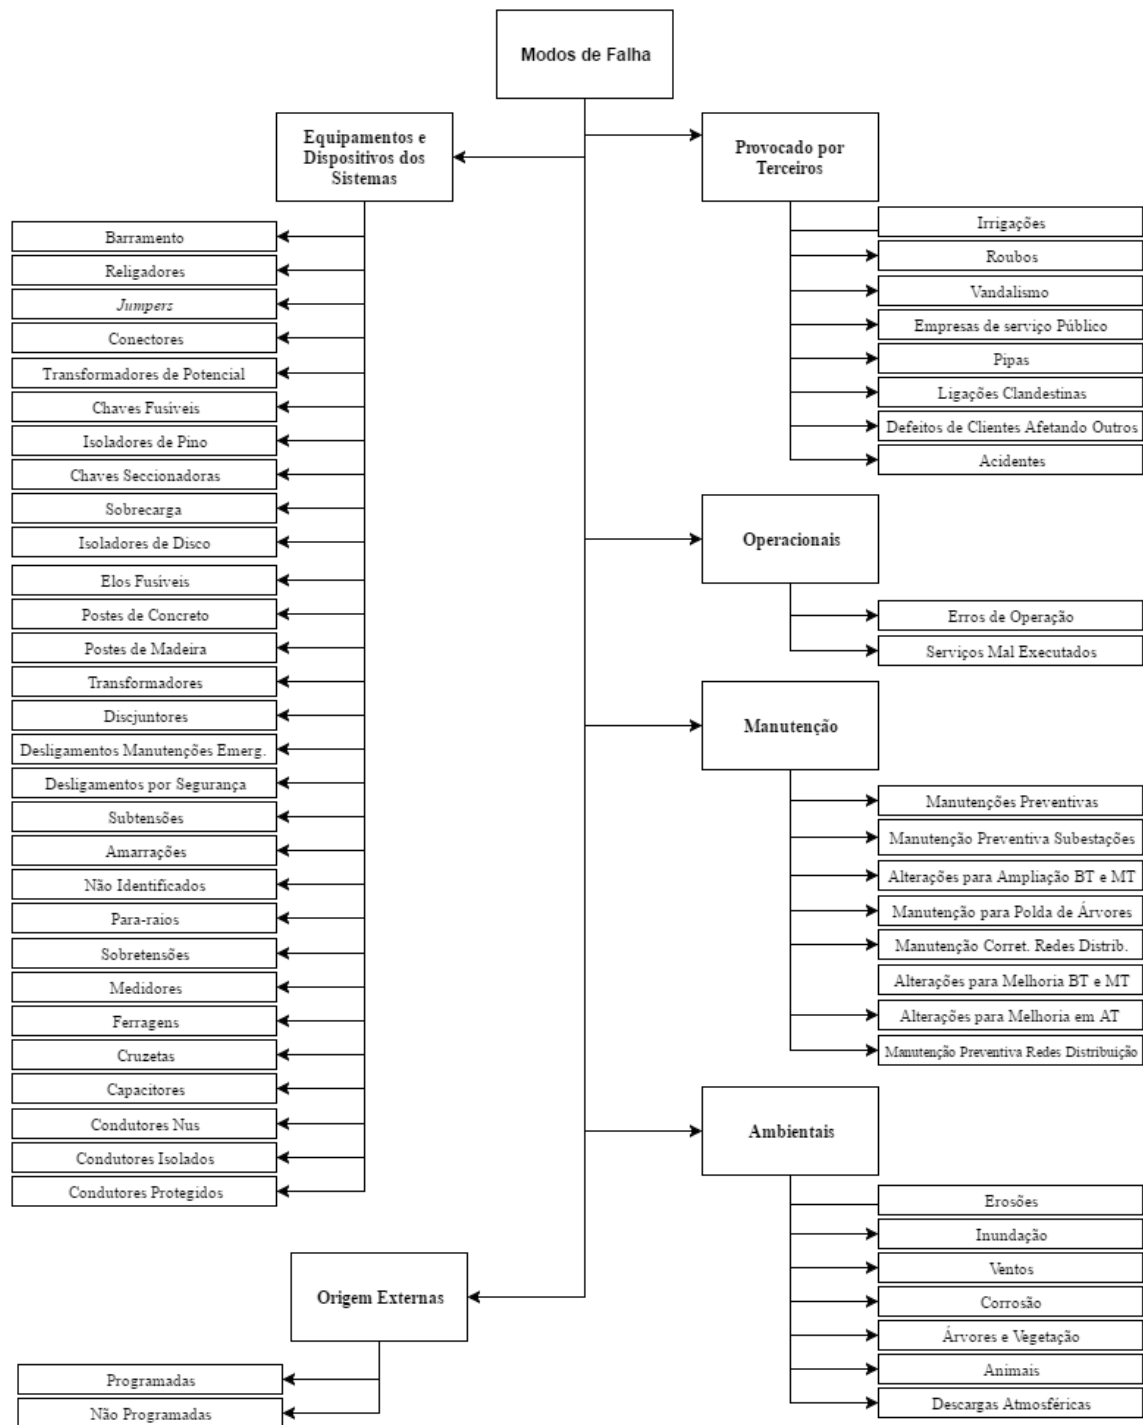 Modos de Falha
Equipamentos e
Dispositivos dos
Sistemas
Barramento
Religadores
Jumpers
Conectores
Transformadores de Potencial
Chaves Fusíveis
Isoladores de Pino
Chaves Seccionadoras
Sobrecarga
Isoladores de Disco
Elos Fusíveis
Postes de Concreto
Postes de Madeira
Transformadores
Discjuntores
Desligamentos Manutenções Emerg.
Desligamentos por Segurança
Subtensões
Amarrações
Não Identificados
Para-raios
Sobretensões
Medidores
Ferragens
Cruzetas
Capacitores
Condutores Nus
Condutores Isolados
Condutores Protegidos
Origem Externas
Programadas
Não Programadas
Provocado por
Terceiros
Irrigações
Roubos
Vandalismo
Empresas de serviço Público
Pipas
Ligações Clandestinas
Defeitos de Clientes Afetando Outros
Acidentes
Operacionais
Erros de Operação
Serviços Mal Executados
Manutenção
Manutenções Preventivas
Manutenção Preventiva Subestações
Alterações para Ampliação BT e MT
Manutenção para Polda de Árvores
Manutenção Corret. Redes Distrib.
Alterações para Melhoria BT e MT
Alterações para Melhoria em AT
Manutenção Preventiva Redes Distribuição
Ambientais
Erosões
Inundação
Ventos
Corrosão
Árvores e Vegetação
Animais
Descargas Atmosféricas